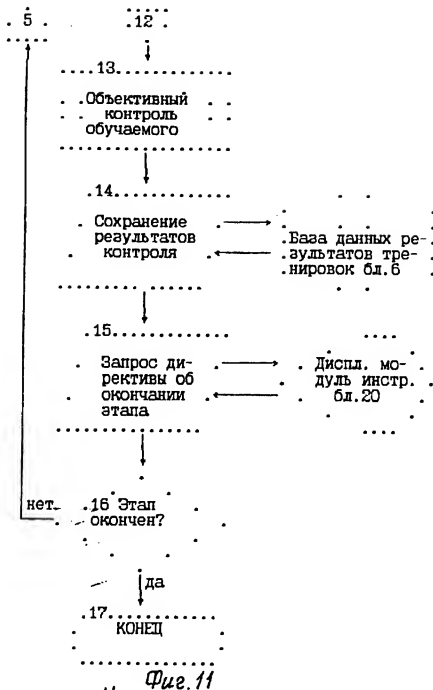 5 12
13
Объективный
контроль
обучаемого
14
Сохранение
результатов
контроля
База данных ре-
зультатов тре-
нировок бл.6
15
Запрос ди-
рективы об
окончании
этапа
Диспл. мо-
дуль инстр.
бл.20
нет 16 Этап
окончен?
да
17
КОНЕЦ
Фиг.11